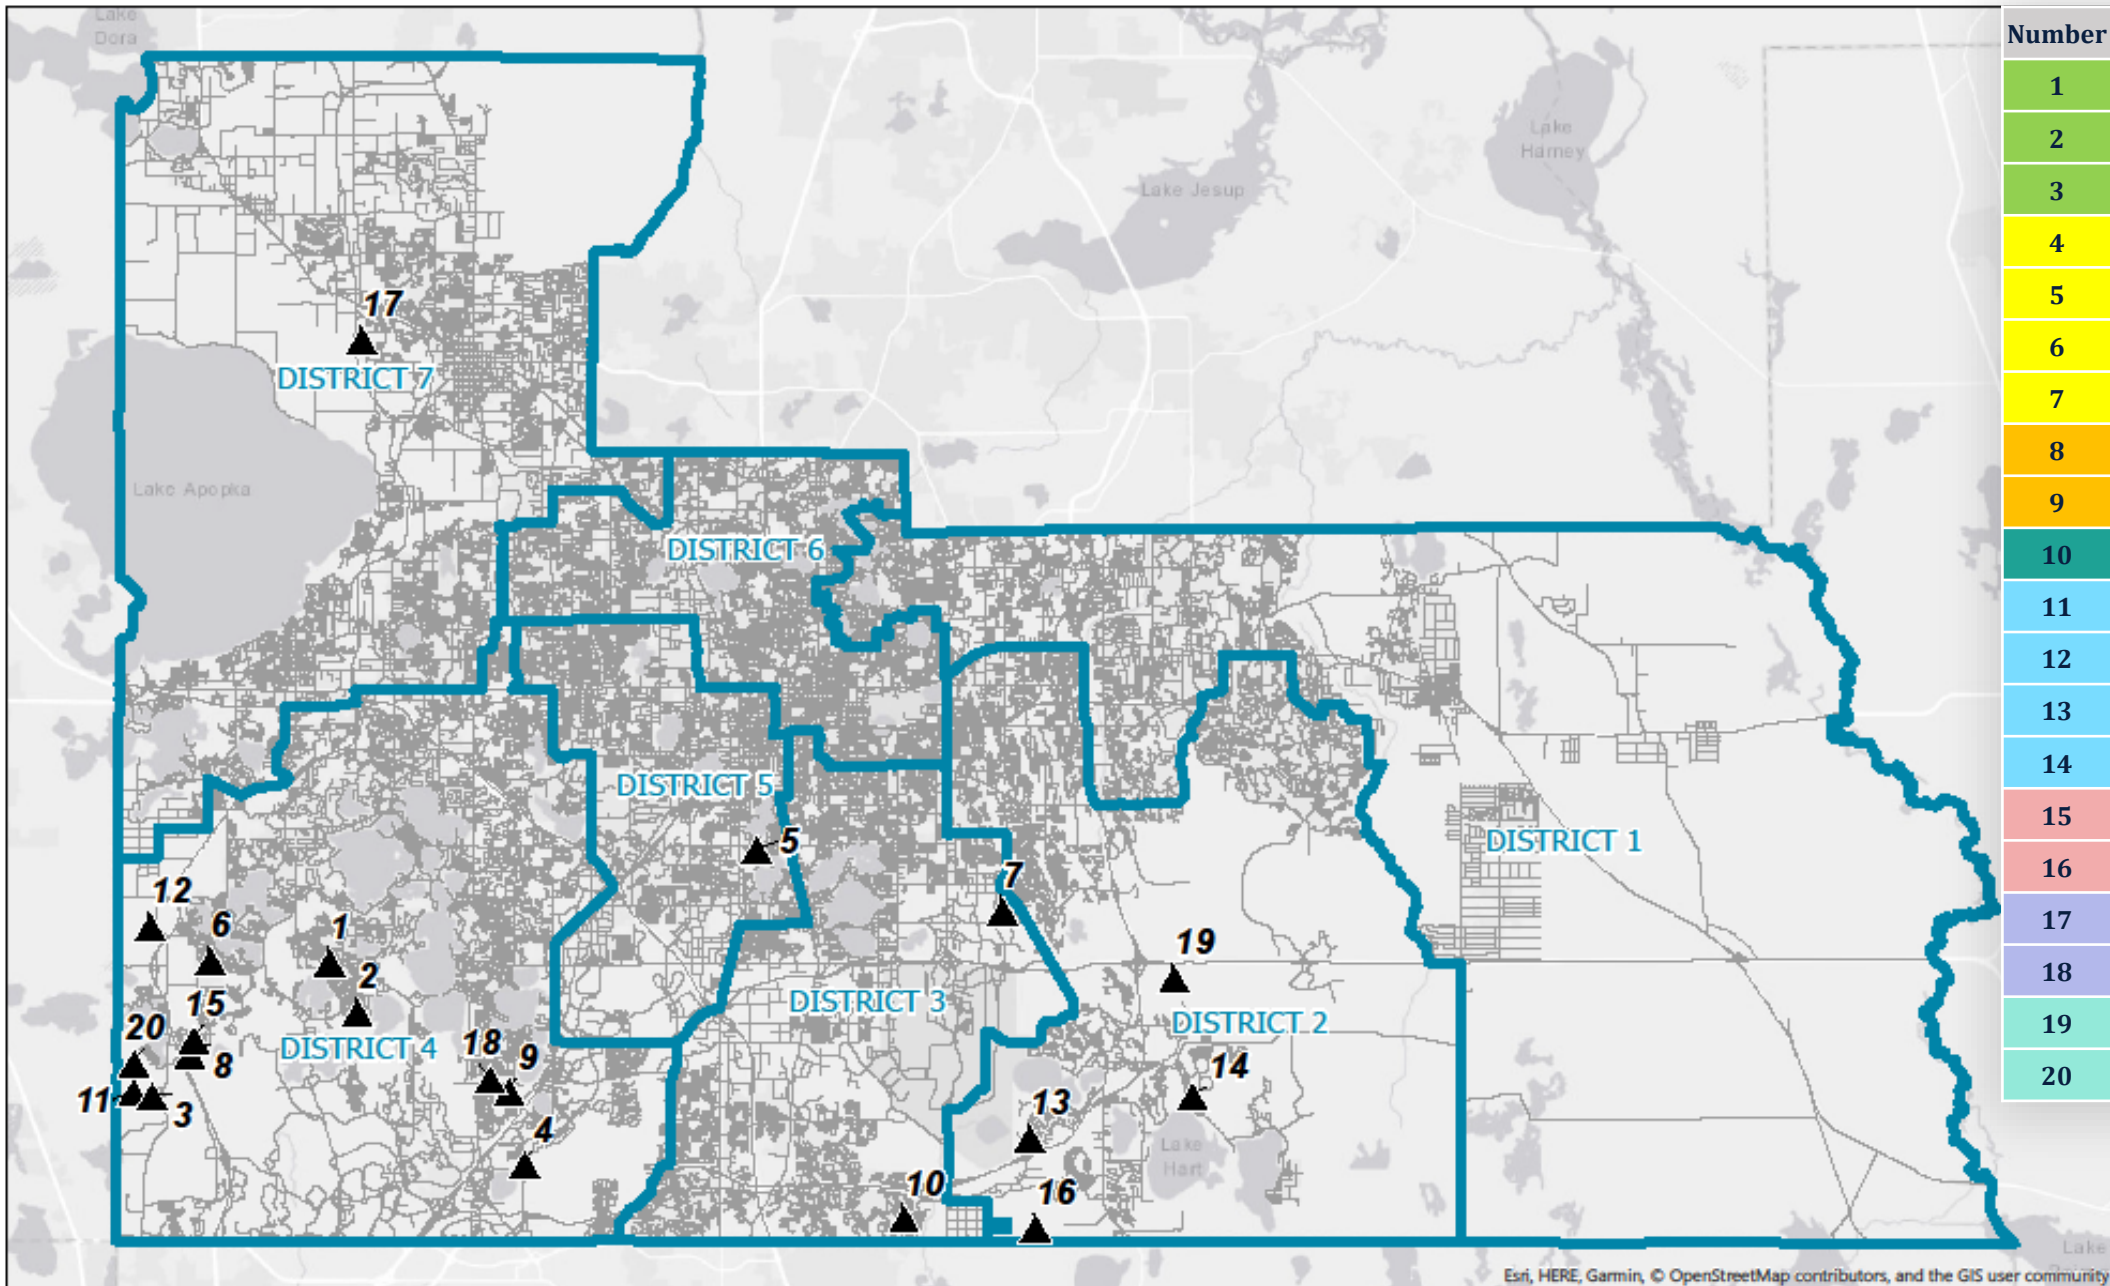 Lake
Dora
Number
1
2
3
4
5
6
7
8
9
10
11
12
13
14
15
16
17
18
19
20
Lake
Harney
Lake Jesup
17
DISTRICT 7
Lake Apopka
DISTRICT 6
DISTRICT 5
5
DISTRICT 1
7
12
6
1
2
19
15
DISTRICT 3
20
DISTRICT 4
DISTRICT 2
18
9
8
14
11
3
13
4
Lake
Hart
10
16
Lake
Esri, HERE, Garmin, © OpenStreetMap contributors, and the GIS user community